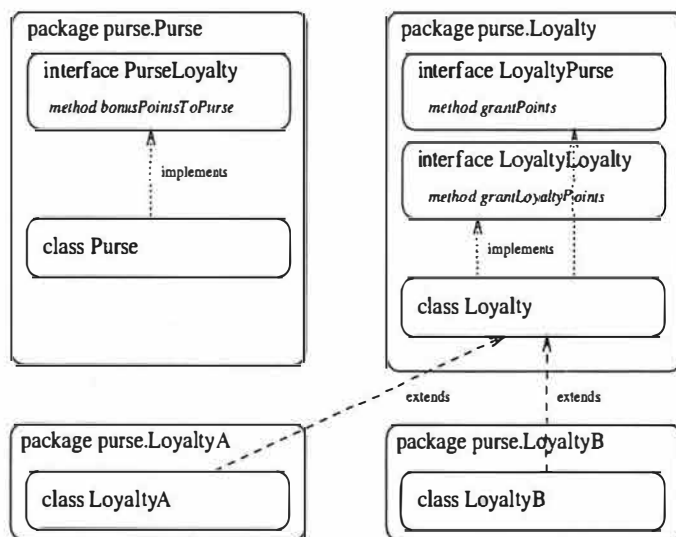 package purse.Purse
interface PurseLoyalty
method bonusPointsToPurse
implements
class Purse
package purse.Loyalty
interface LoyaltyPurse
method grantPoints
interface LoyaltyLoyalty
method grantLoyaltyPoints
implements
class Loyalty
extends
extends
package purse.LoyaltyA
class LoyaltyA
package purse.LoyaltyB
class LoyaltyB